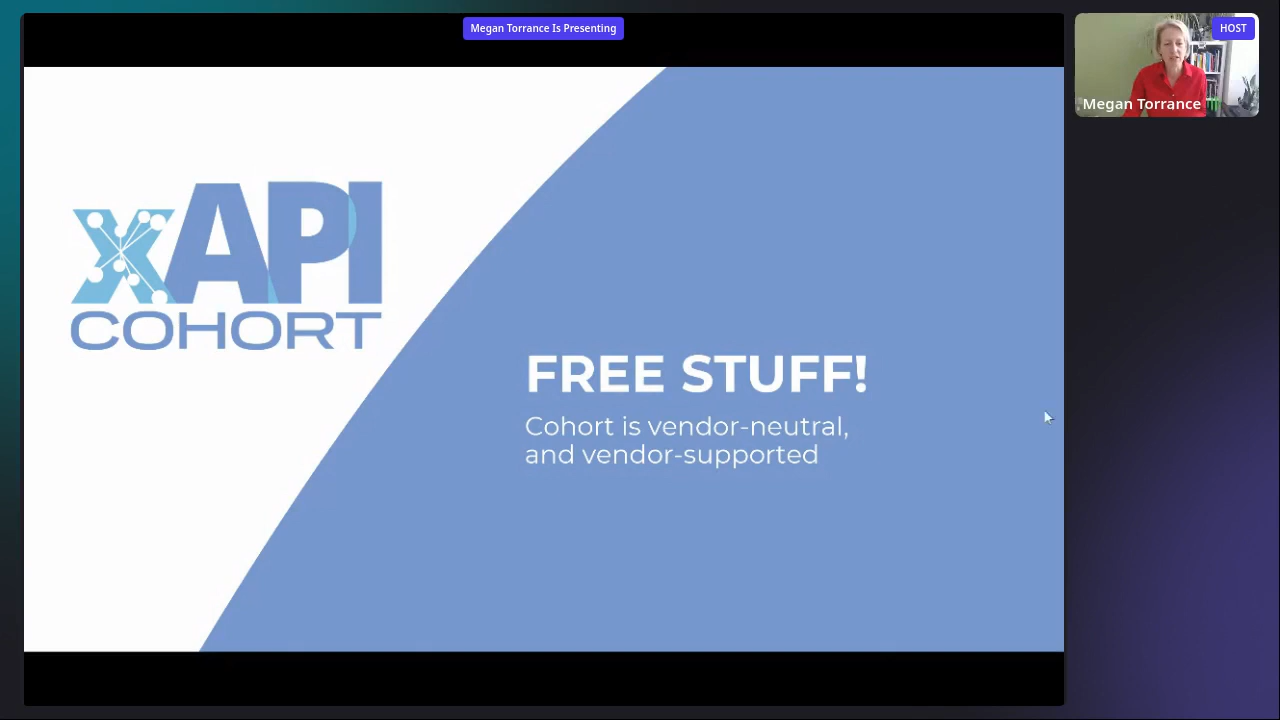 Megan Torrance Is Presenting
HOST
Megan Torrance
xAPI
COHORT
FREE STUFF!
Cohort is vendor-neutral,
and vendor-supported